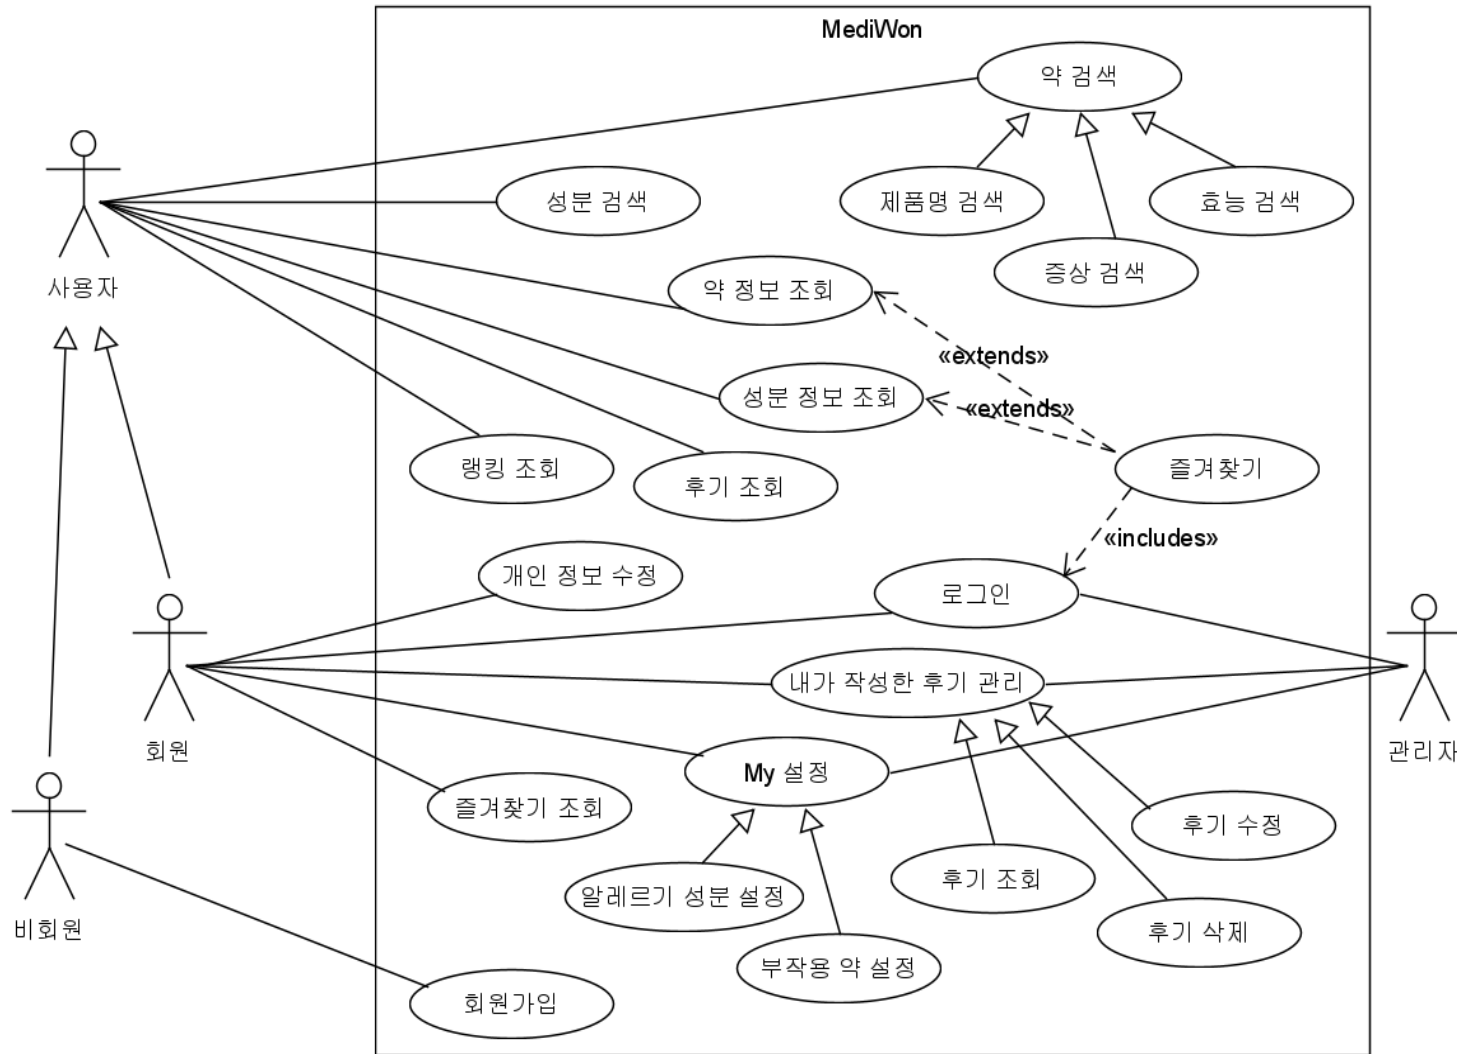 MediWon
약 검색
성분 검색
제품명 검색
효능 검색
증상 검색
사용자
약 정보 조회
«extends»
성분 정보 조회
«extends»
랭킹 조회
후기 조회
즐겨찾기
«includes»
개인 정보 수정
로그인
내가 작성한 후기 관리
회원
관리자
My 설정
즐겨찾기 조회
후기 수정
알레르기 성분 설정
후기 조회
비회원
후기 삭제
부작용 약 설정
회원가입